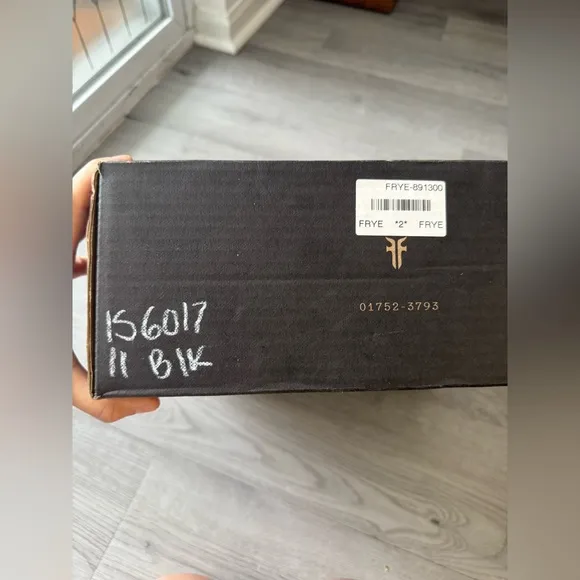 FRYE-891300
FRYE *2* FRYE
01752-3793
156017
11 BLK